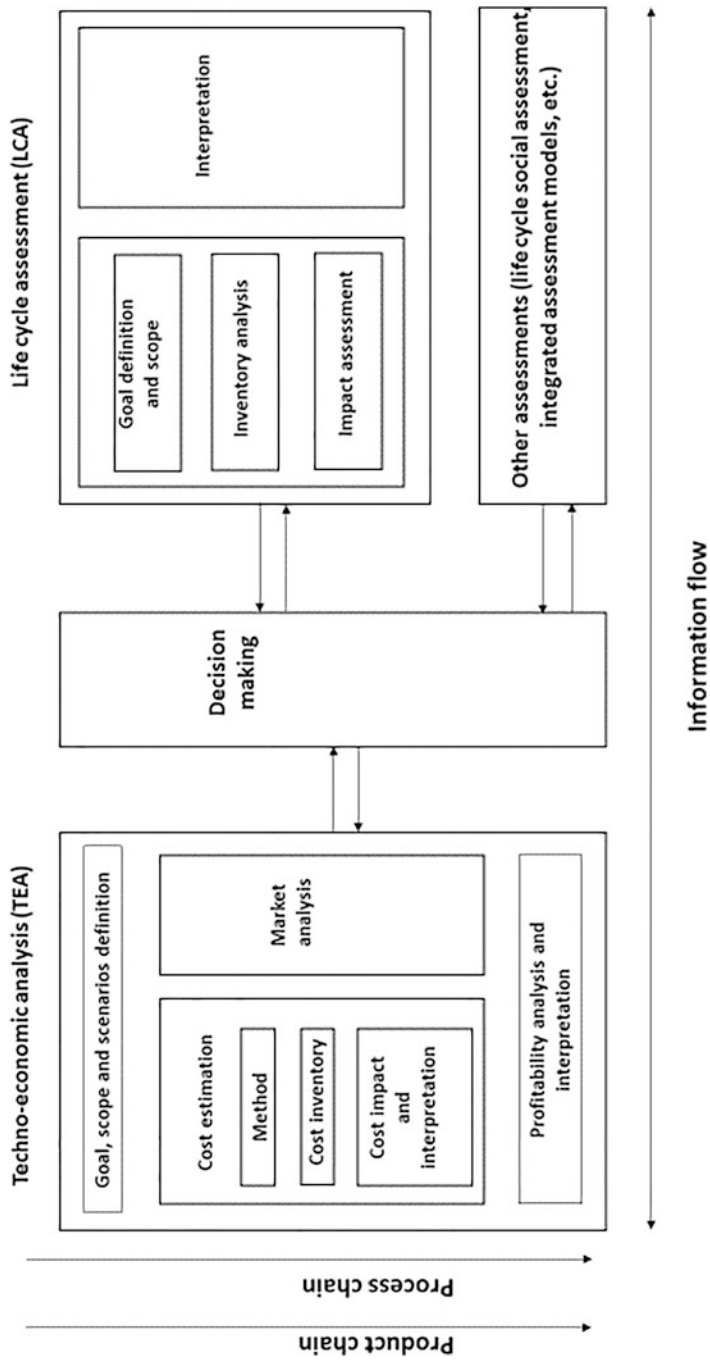 Product chain
Process chain
Techno-economic analysis (TEA)
Goal, scope and scenarios definition
Cost estimation
Method
Cost inventory
Cost impact
and
interpretation
Market
analysis
Profitability analysis and
interpretation
Decision
making
Life cycle assessment (LCA)
Goal definition
and scope
Inventory analysis
Impact assessment
Interpretation
Other assessments (life cycle social assessment,
integrated assessment models, etc.)
Information flow